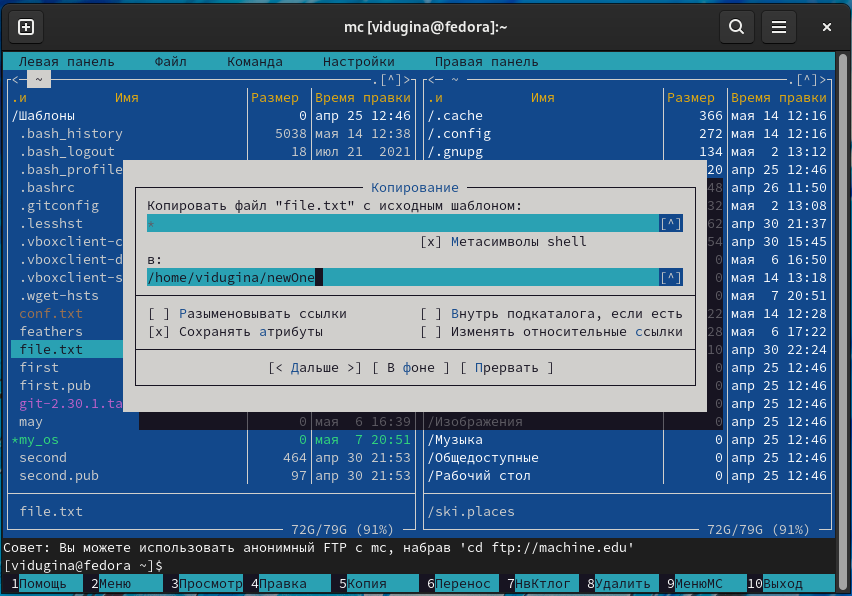 mc [vidugina@fedora]:~
Левая панель Файл Команда Настройки Правая панель
<─ ~ .[^]> <─ ~ .[^]>
.и Имя Размер Время правки .и Имя Размер Время правки
/Шаблоны 0 апр 25 12:46 /.cache 366 мая 14 12:16
.bash_history 5038 мая 14 12:38 /.config 272 мая 14 12:16
.bash_logout 18 июл 21 2021 /.gnupg 134 мая 2 13:12
.bash_profile 20 апр 25 12:46
.bashrc 48 апр 26 11:50
.gitconfig 32 мая 2 13:08
.lesshst 62 апр 30 21:37
.vboxclient-c 54 апр 30 15:45
.vboxclient-d 0 мая 6 16:50
.vboxclient-s 0 мая 14 13:18
.wget-hsts 0 мая 7 20:51
conf.txt 22 мая 14 12:28
feathers 28 мая 6 17:22
file.txt 10 апр 30 22:24
first 0 апр 25 12:46
first.pub 0 апр 25 12:46
git-2.30.1.ta 0 апр 25 12:46
may 0 мая 6 16:39 /Изображения 0 апр 25 12:46
*my_os 0 мая 7 20:51 /Музыка 0 апр 25 12:46
second 464 апр 30 21:53 /Общедоступные 0 апр 25 12:46
second.pub 97 апр 30 21:53 /Рабочий стол 0 апр 25 12:46
Копирование
Копировать файл "file.txt" с исходным шаблоном:
* [^]
[x] Метасимволы shell
в:
/home/vidugina/newOne [^]
[ ] Разыменовывать ссылки [ ] Внутрь подкаталога, если есть
[x] Сохранять атрибуты [ ] Изменять относительные ссылки
[< Дальше >] [ В фоне ] [ Прервать ]
file.txt /ski.places
72G/79G (91%) 72G/79G (91%)
Совет: Вы можете использовать анонимный FTP с mc, набрав 'cd ftp://machine.edu'
[vidugina@fedora ~]$
1Помощь 2Меню 3Просмотр 4Правка 5Копия 6Перенос 7НвКтлог 8Удалить 9МенюMC 10Выход